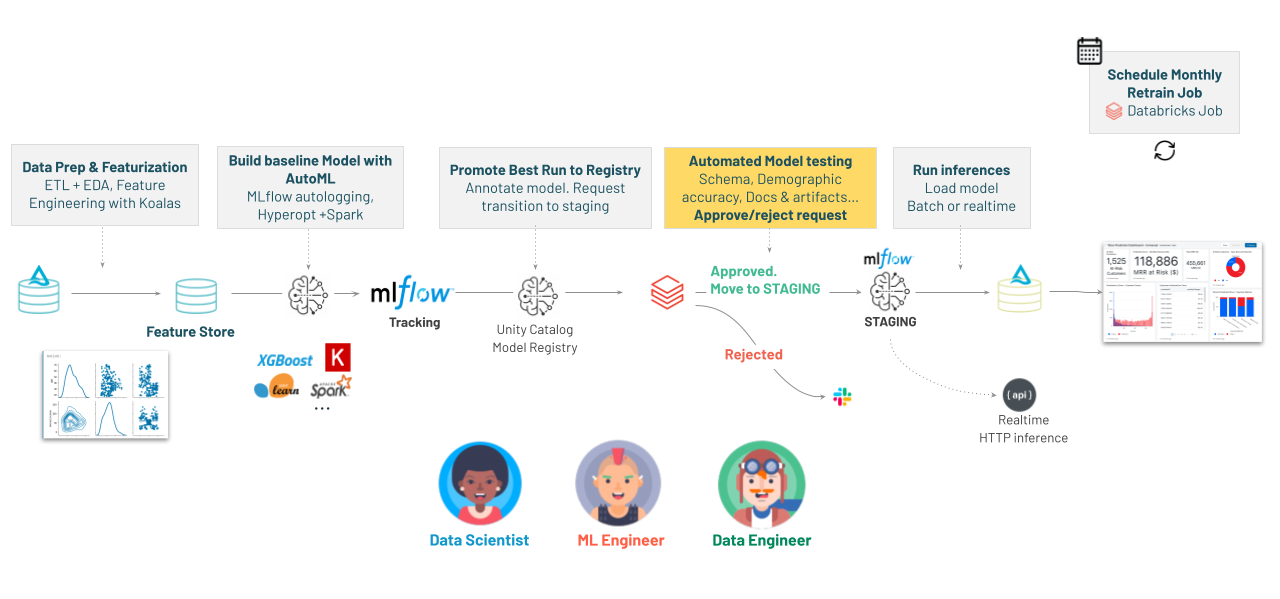 Schedule Monthly
Retrain Job
Databricks Job
Data Prep & Featurization
ETL + EDA, Feature
Engineering with Koalas
Build baseline Model with
AutoML
MLflow autologging,
Hyperopt +Spark
Promote Best Run to Registry
Annotate model. Request
transition to staging
Automated Model testing
Schema, Demographic
accuracy, Docs & artifacts...
Approve/reject request
Run inferences
Load model
Batch or realtime
Feature Store
mlflow
Tracking
XGBoost
K
learn
APACHE
Spark
...
Unity Catalog
Model Registry
Approved.
Move to STAGING
Rejected
mlflow
STAGING
{ api }
Realtime
HTTP inference
1,525
118,886
MRR at Risk ($)
455,661
Data Scientist
ML Engineer
Data Engineer